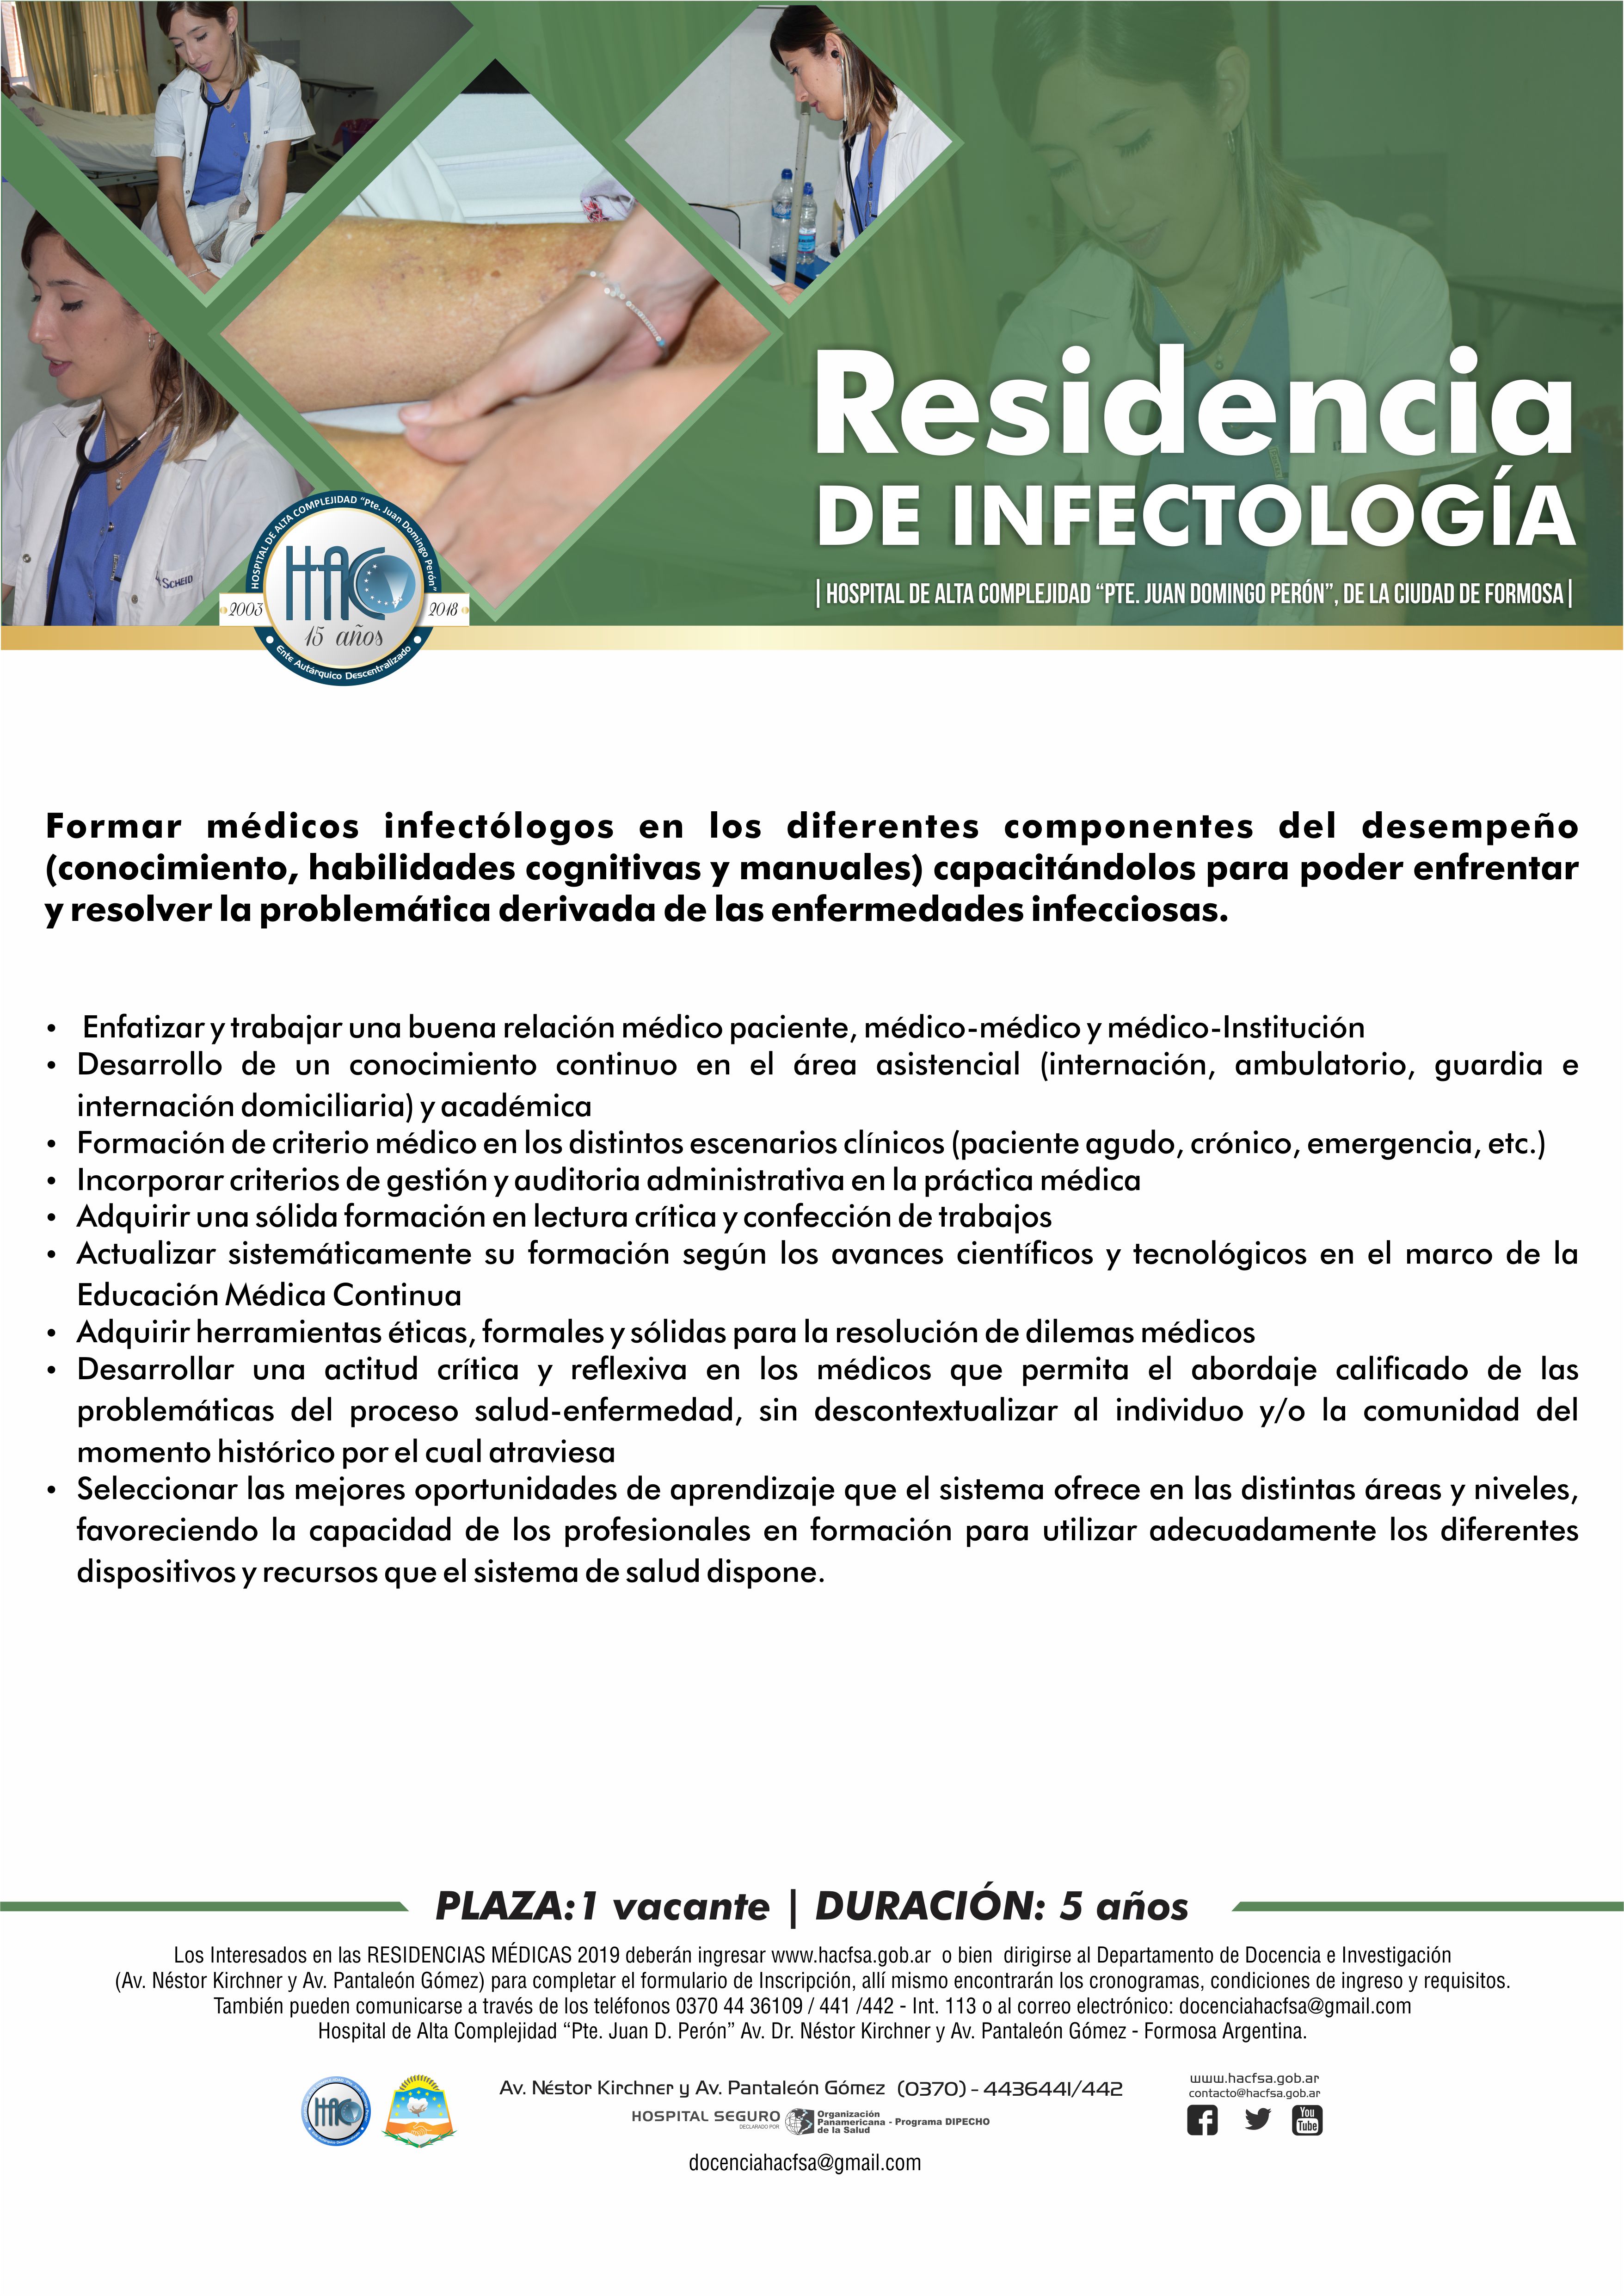 Residencia
DE INFECTOLOGÍA
| HOSPITAL DE ALTA COMPLEJIDAD “PTE. JUAN DOMINGO PERÓN”, DE LA CIUDAD DE FORMOSA |
SCHEID
HOSPITAL DE ALTA COMPLEJIDAD “Pte. Juan Domingo Perón”
HAC
2003 2018
15 años
Ente Autárquico Descentralizado
Formar médicos infectólogos en los diferentes componentes del desempeño
(conocimiento, habilidades cognitivas y manuales) capacitándolos para poder enfrentar
y resolver la problemática derivada de las enfermedades infecciosas.
• Enfatizar y trabajar una buena relación médico paciente, médico-médico y médico-Institución
• Desarrollo de un conocimiento continuo en el área asistencial (internación, ambulatorio, guardia e
internación domiciliaria) y académica
• Formación de criterio médico en los distintos escenarios clínicos (paciente agudo, crónico, emergencia, etc.)
• Incorporar criterios de gestión y auditoria administrativa en la práctica médica
• Adquirir una sólida formación en lectura crítica y confección de trabajos
• Actualizar sistemáticamente su formación según los avances científicos y tecnológicos en el marco de la
Educación Médica Continua
• Adquirir herramientas éticas, formales y sólidas para la resolución de dilemas médicos
• Desarrollar una actitud crítica y reflexiva en los médicos que permita el abordaje calificado de las
problemáticas del proceso salud-enfermedad, sin descontextualizar al individuo y/o la comunidad del
momento histórico por el cual atraviesa
• Seleccionar las mejores oportunidades de aprendizaje que el sistema ofrece en las distintas áreas y niveles,
favoreciendo la capacidad de los profesionales en formación para utilizar adecuadamente los diferentes
dispositivos y recursos que el sistema de salud dispone.
PLAZA:1 vacante | DURACIÓN: 5 años
Los Interesados en las RESIDENCIAS MÉDICAS 2019 deberán ingresar www.hacfsa.gob.ar o bien dirigirse al Departamento de Docencia e Investigación
(Av. Néstor Kirchner y Av. Pantaleón Gómez) para completar el formulario de Inscripción, allí mismo encontrarán los cronogramas, condiciones de ingreso y requisitos.
También pueden comunicarse a través de los teléfonos 0370 44 36109 / 441 /442 - Int. 113 o al correo electrónico: docenciahacfsa@gmail.com
Hospital de Alta Complejidad “Pte. Juan D. Perón” Av. Dr. Néstor Kirchner y Av. Pantaleón Gómez - Formosa Argentina.
HAC
Av. Néstor Kirchner y Av. Pantaleón Gómez (0370) - 4436441/442
HOSPITAL SEGURO
DECLARADO POR
Organización
Panamericana - Programa DIPECHO
de la Salud
www.hacfsa.gob.ar
contacto@hacfsa.gob.ar
You
Tube
docenciahacfsa@gmail.com